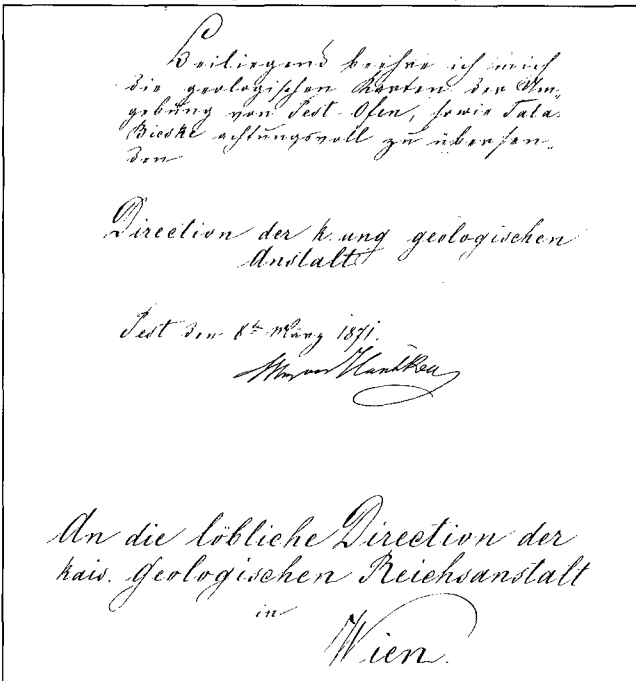 Beiliegend beehre ich mich
die geologischen Karten der Um=
gebung von Pest-Ofen, sowie Tata.
Bicske achtungsvoll zu übersen=
den
Direction der k. ung geologischen
Anstalt
Pest den 8ten März 1871.
Max von Hantken
An die löbliche Direction der
kais. Geologischen Reichsanstalt
in
Wien.